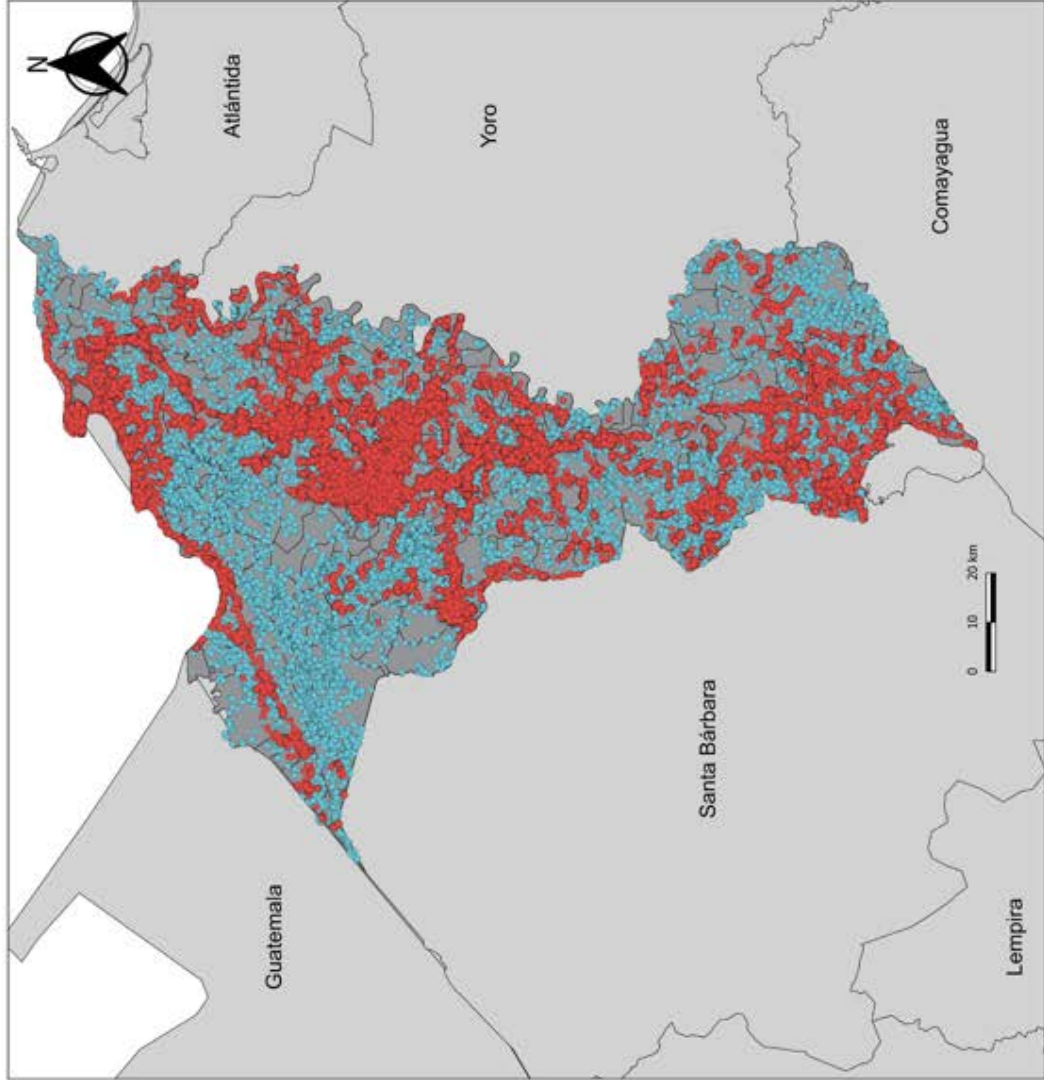 N
Atlántida
Yoro
Comayagua
Guatemala
Santa Bárbara
Lempira
0 10 20 km